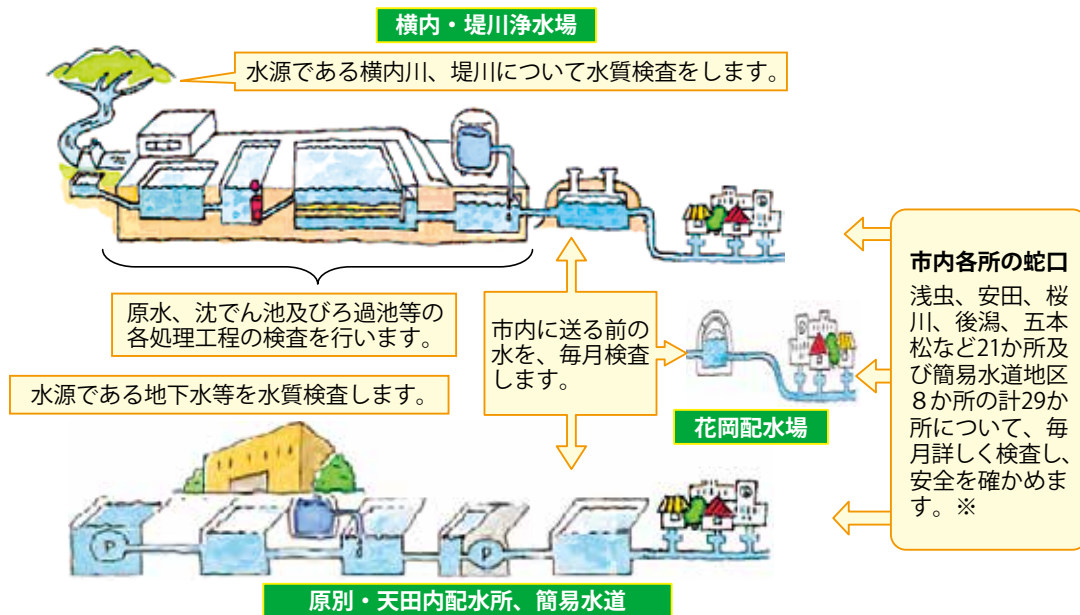 横内・堤川浄水場
水源である横内川、堤川について水質検査をします。
原水、沈でん池及びろ過池等の
各処理工程の検査を行います。
市内に送る前の
水を、毎月検査
します。
花岡配水場
市内各所の蛇口
浅虫、安田、桜
川、後潟、五本
松など21か所及
び簡易水道地区
８か所の計29か
所について、毎
月詳しく検査し、
安全を確かめま
す。※
水源である地下水等を水質検査します。
P
P
原別・天田内配水所、簡易水道